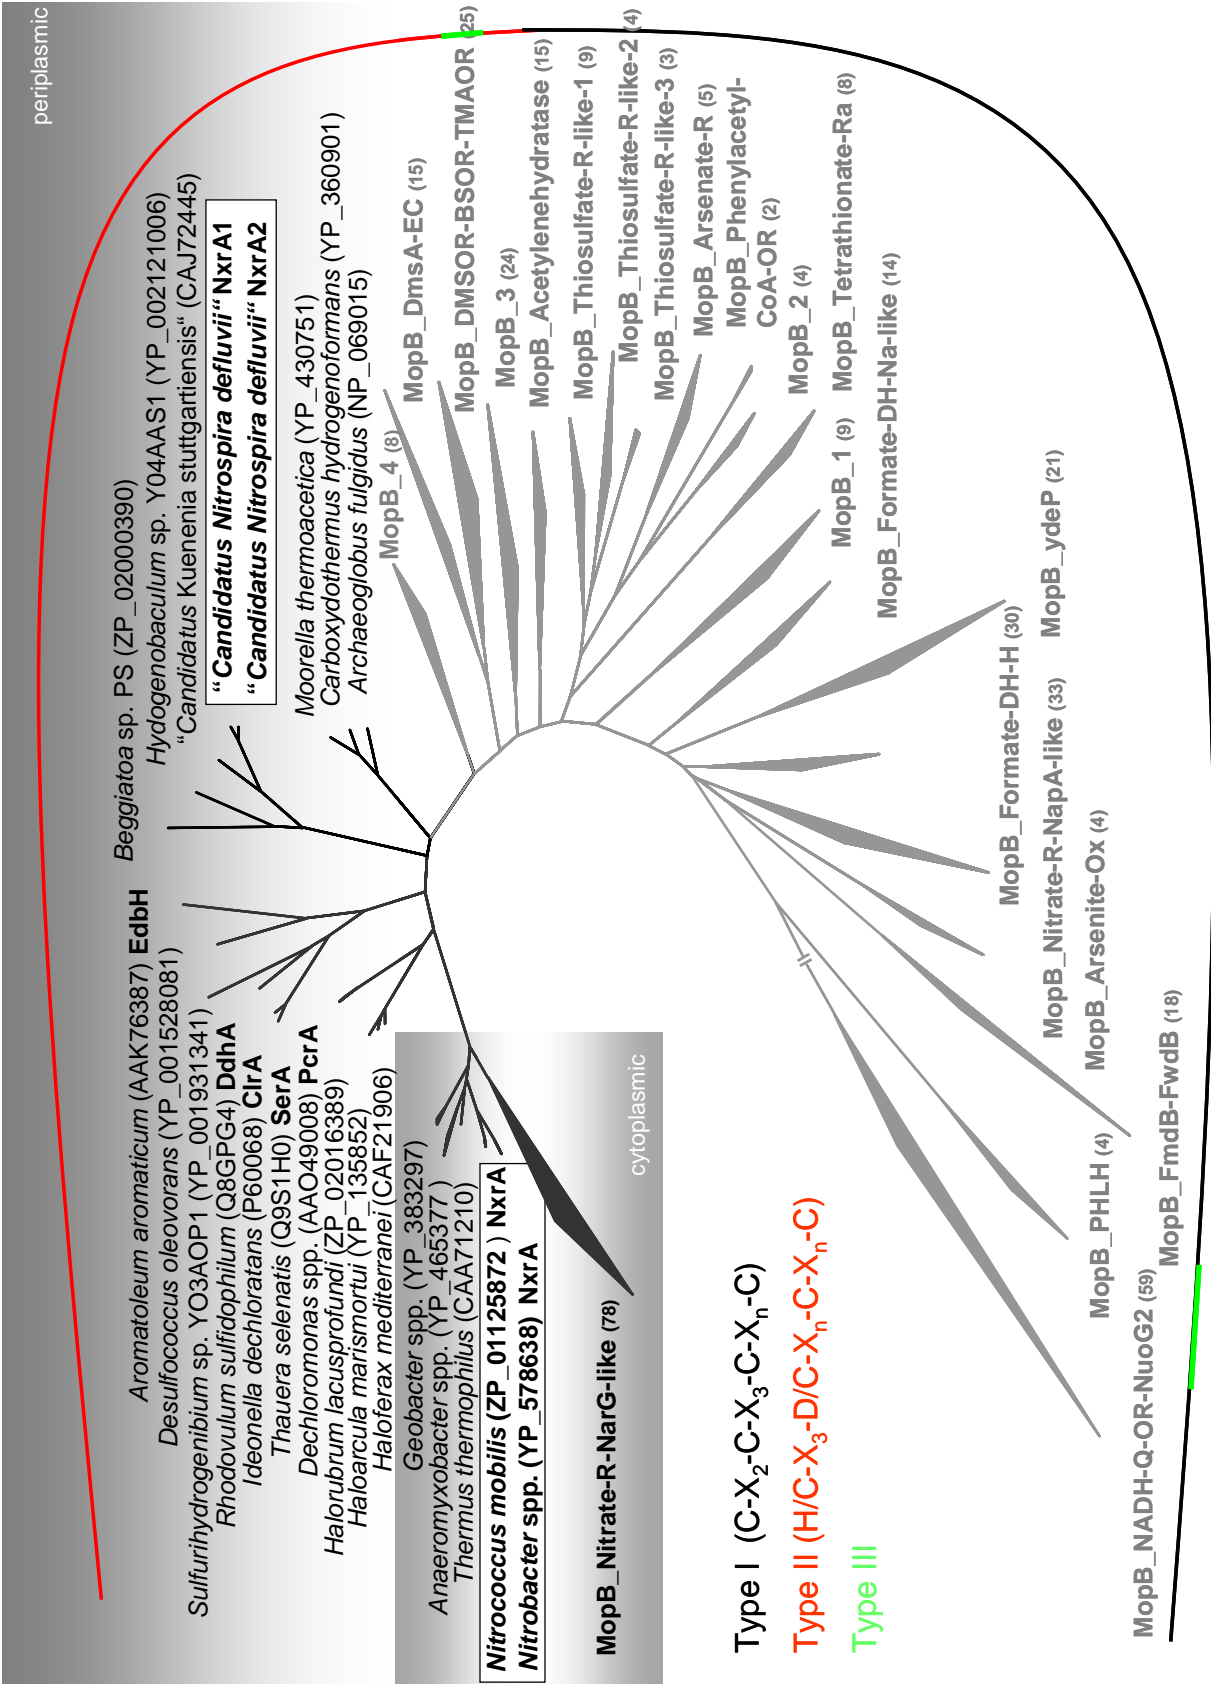 periplasmic
Beggiatoa sp. PS (ZP_02000390)
Hydogenobaculum sp. Y04AAS1 (YP_002121006)
“Candidatus Kuenenia stuttgartiensis“ (CAJ72445)
“Candidatus Nitrospira defluvii“ NxrA1
“Candidatus Nitrospira defluvii“ NxrA2
Moorella thermoacetica (YP_430751)
Carboxydothermus hydrogenoformans (YP_360901)
Archaeoglobus fulgidus (NP_069015)
MopB_4 (8)
MopB_DmsA-EC (15)
MopB_DMSOR-BSOR-TMAOR (25)
MopB_3 (24)
MopB_Acetylenehydratase (15)
MopB_Thiosulfate-R-like-1 (9)
MopB_Thiosulfate-R-like-2 (4)
MopB_Thiosulfate-R-like-3 (3)
MopB_Arsenate-R (5)
MopB_Phenylacetyl-
CoA-OR (2)
MopB_2 (4)
MopB_Tetrathionate-Ra (8)
MopB_1 (9)
MopB_Formate-DH-Na-like (14)
MopB_Formate-DH-H (30)
MopB_ydeP (21)
MopB_Nitrate-R-NapA-like (33)
MopB_Arsenite-Ox (4)
MopB_PHLH (4)
MopB_FmdB-FwdB (18)
MopB_NADH-Q-OR-NuoG2 (59)
Aromatoleum aromaticum (AAK76387) EdbH
Desulfococcus oleovorans (YP_001528081)
Sulfurihydrogenibium sp. YO3AOP1 (YP_001931341)
Rhodovulum sulfidophilum (Q8GPG4) DdhA
Ideonella dechloratans (P60068) ClrA
Thauera selenatis (Q9S1H0) SerA
Dechloromonas spp. (AAO49008) PcrA
Halorubrum lacusprofundi (ZP_02016389)
Haloarcula marismortui (YP_135852)
Haloferax mediterranei (CAF21906)
Geobacter spp. (YP_383297)
Anaeromyxobacter spp. (YP_465377 )
Thermus thermophilus (CAA71210)
Nitrococcus mobilis (ZP_01125872 ) NxrA
Nitrobacter spp. (YP_578638) NxrA
MopB_Nitrate-R-NarG-like (78)
cytoplasmic
Type I (C-X2-C-X3-C-Xn-C)
Type II (H/C-X3-D/C-Xn-C-Xn-C)
Type III